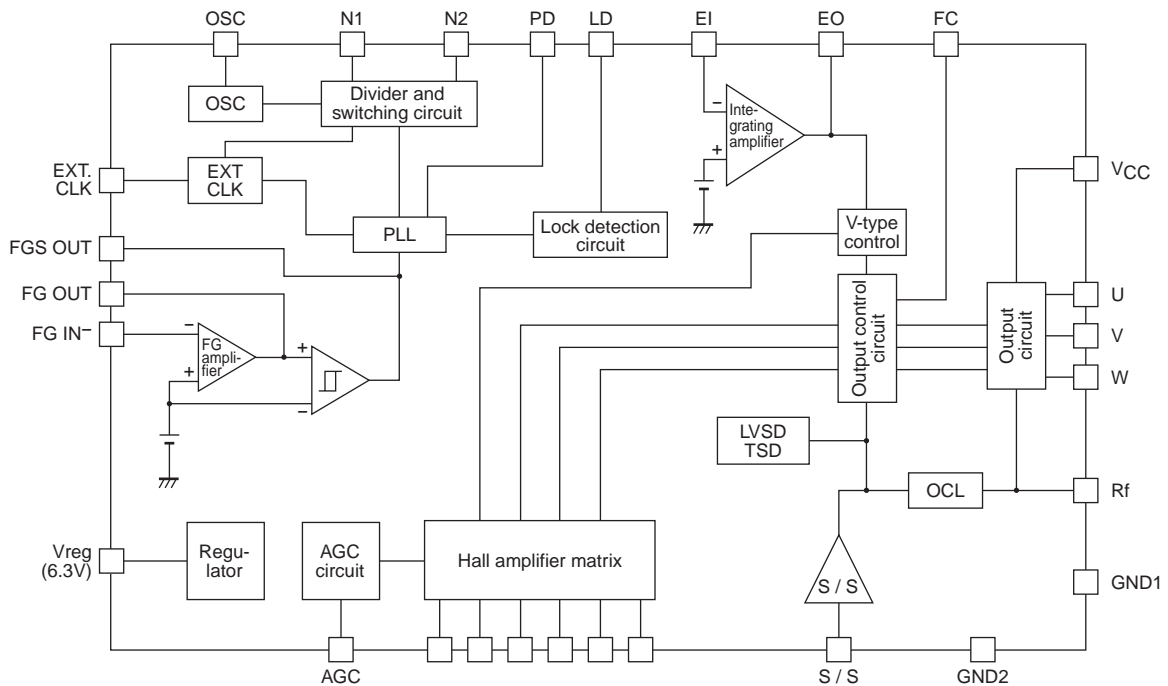 OSC N1 N2 PD LD EI EO FC
OSC
Divider and
switching circuit
−
+
Inte-
grating
amplifier
EXT.
CLK
EXT
CLK
VCC
PLL
Lock detection
circuit
V-type
control
FGS OUT
FG OUT
FG IN−
−
+
FG
ampli-
fier
+
−
Output control
circuit
Output
circuit
U
V
W
LVSD
TSD
OCL
Rf
Vreg
(6.3V)
Regu-
lator
AGC
circuit
Hall amplifier matrix
S / S
GND1
AGC
S / S
GND2